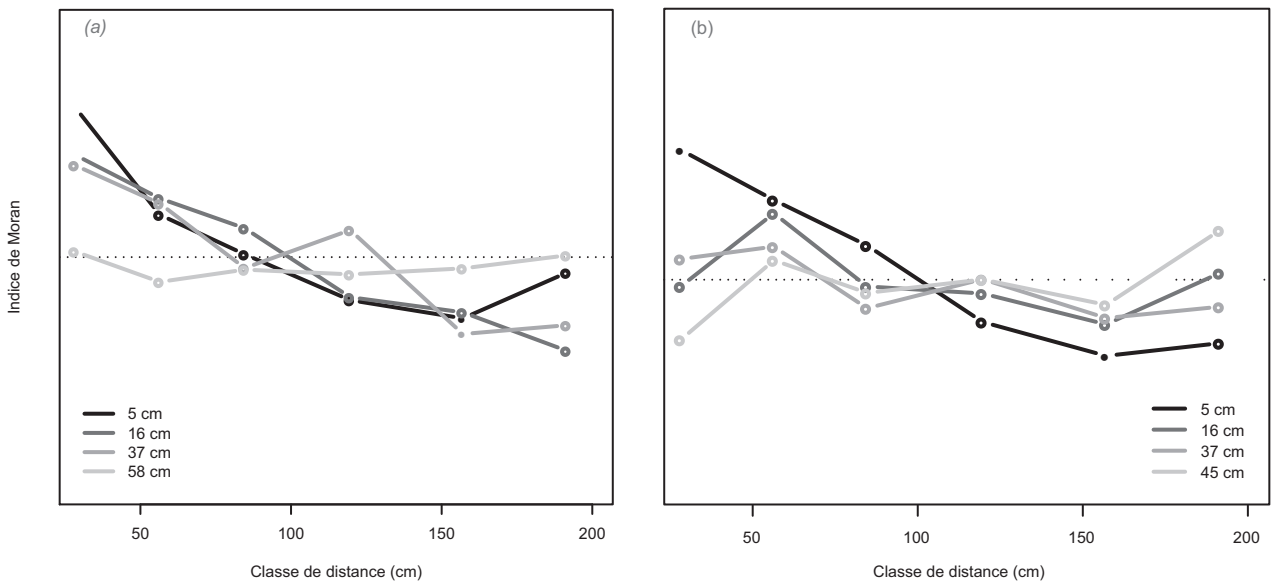 (a)
Indice de Moran
5 cm
16 cm
37 cm
58 cm
50 100 150 200
Classe de distance (cm)
(b)
5 cm
16 cm
37 cm
45 cm
50 100 150 200
Classe de distance (cm)